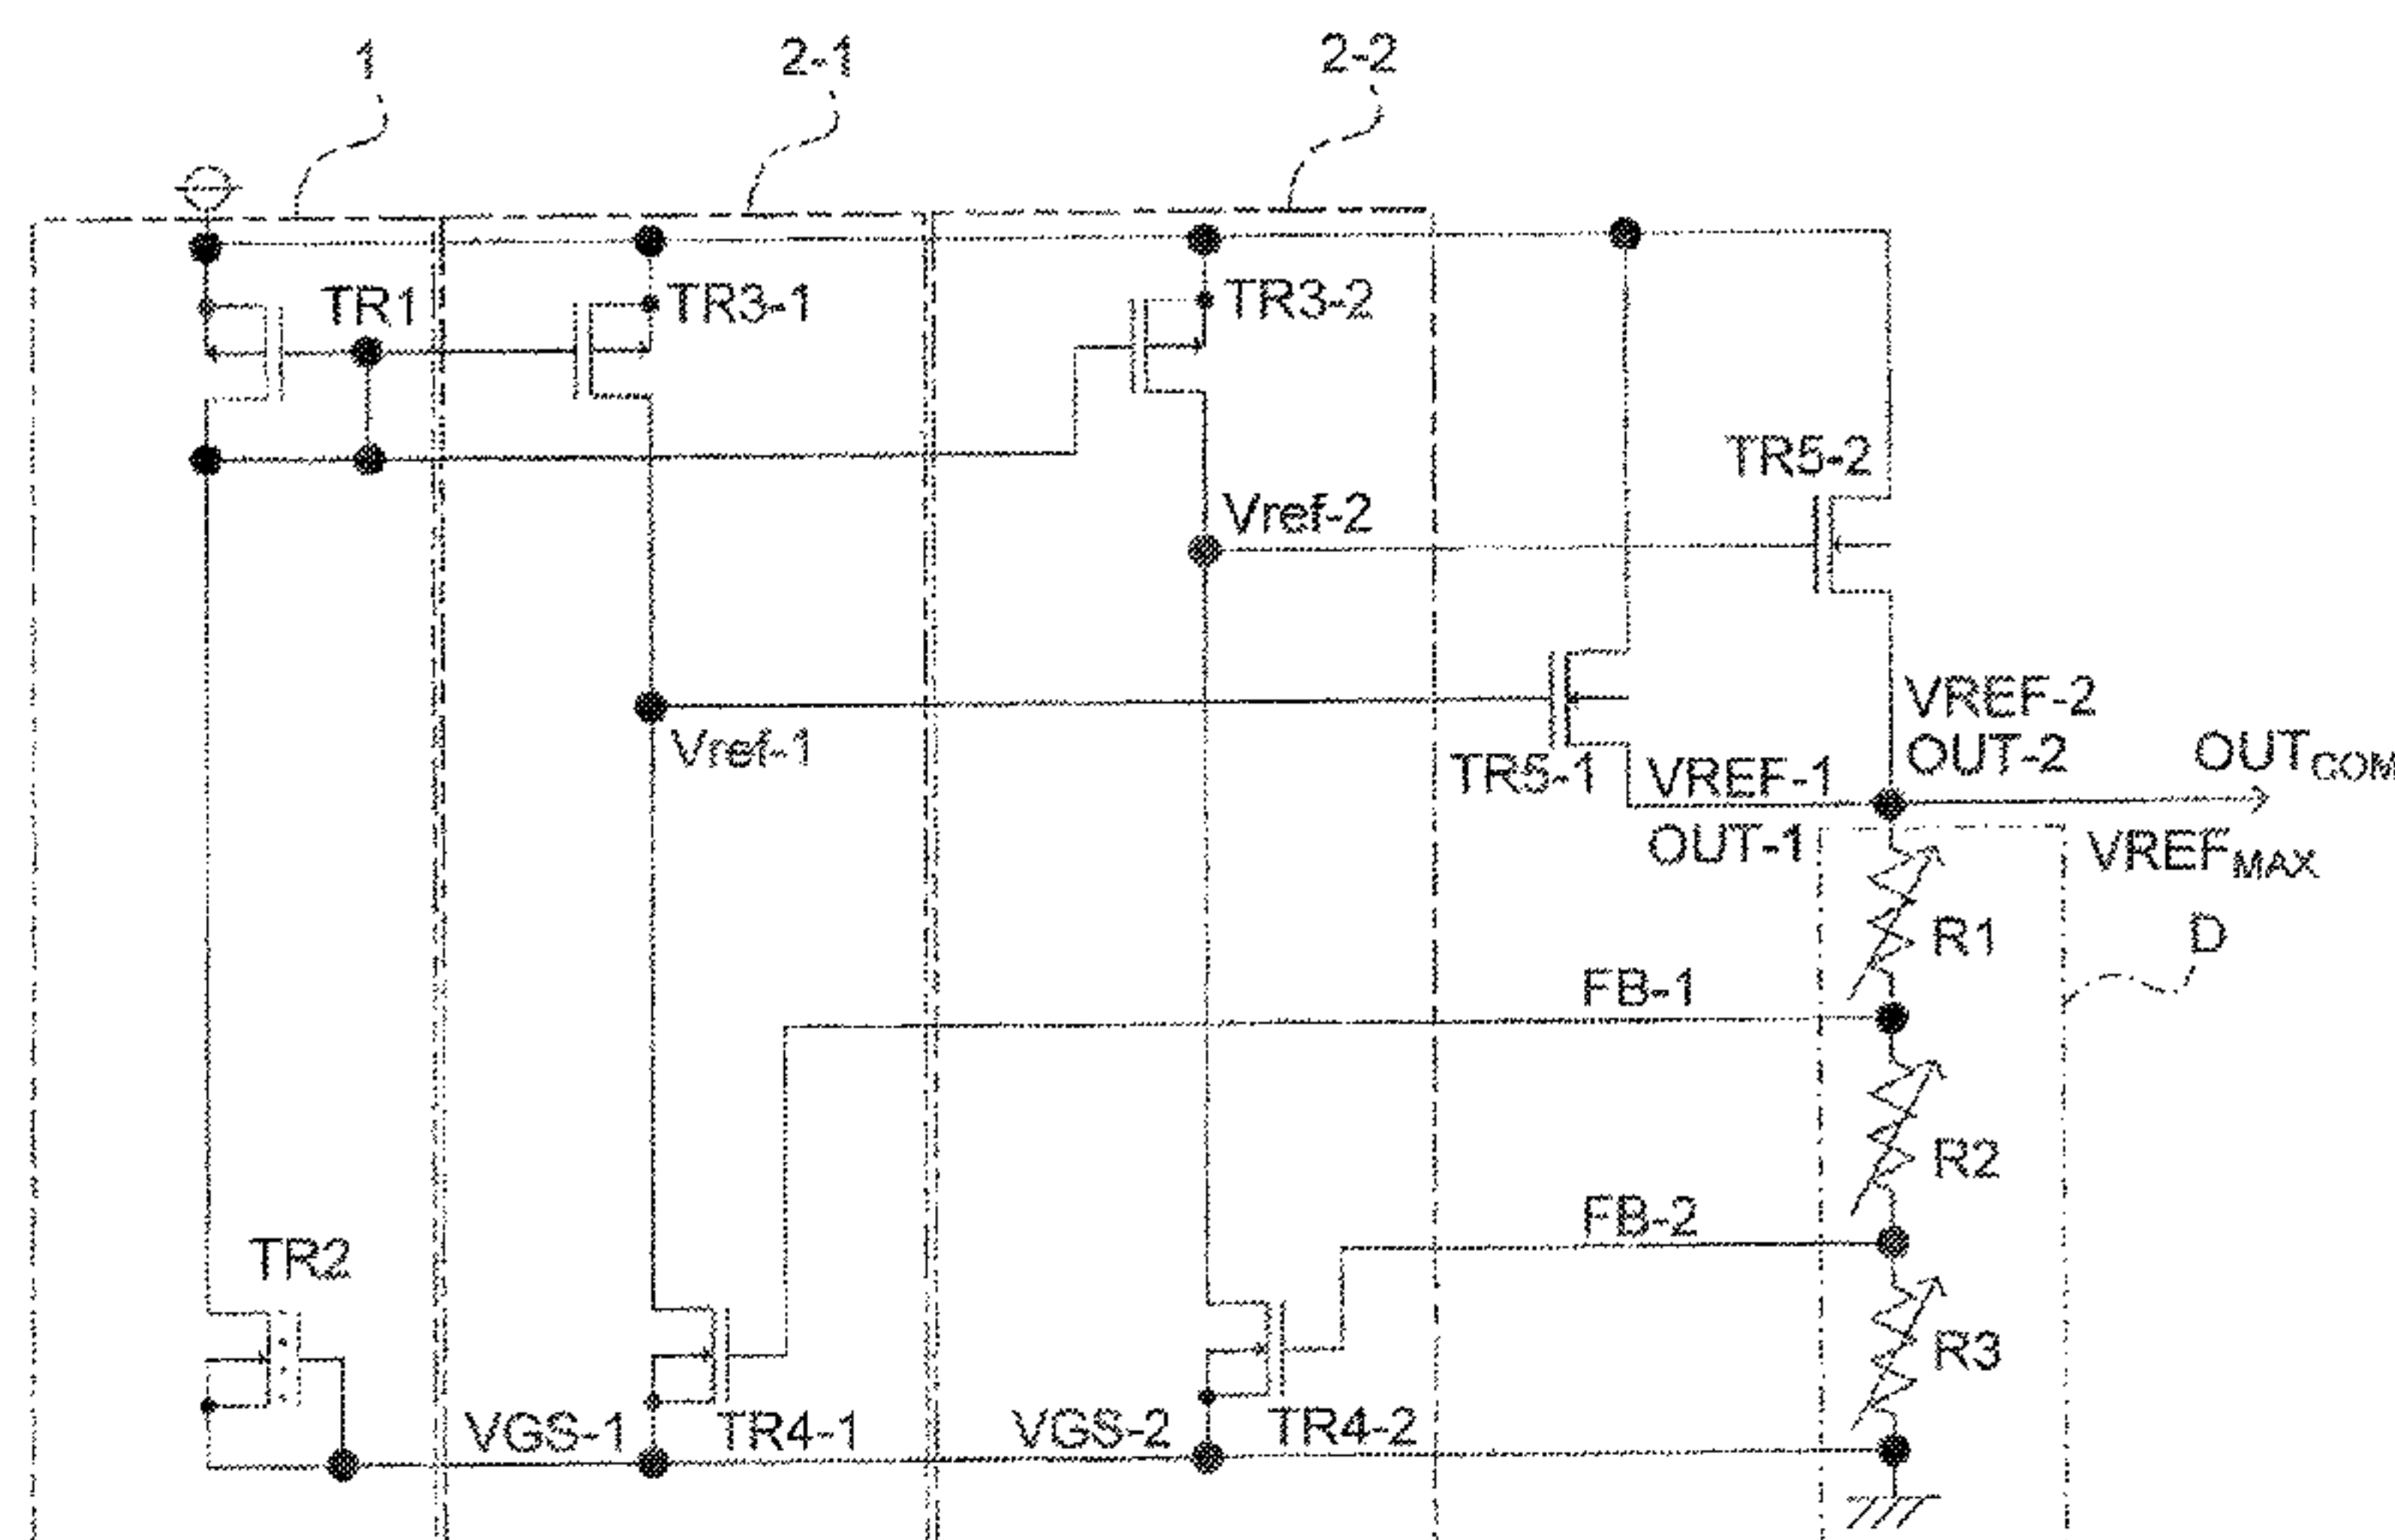 1
2-1
2-2
TR1
TR3-1
TR3-2
TR5-2
Vref-2
Vref-1
TR5-1
VREF-2
OUT-2
VREF-1
OUT-1
OUTCOM
VREFMAX
R1
D
FB-1
R2
FB-2
TR2
R3
VGS-1
TR4-1
VGS-2
TR4-2